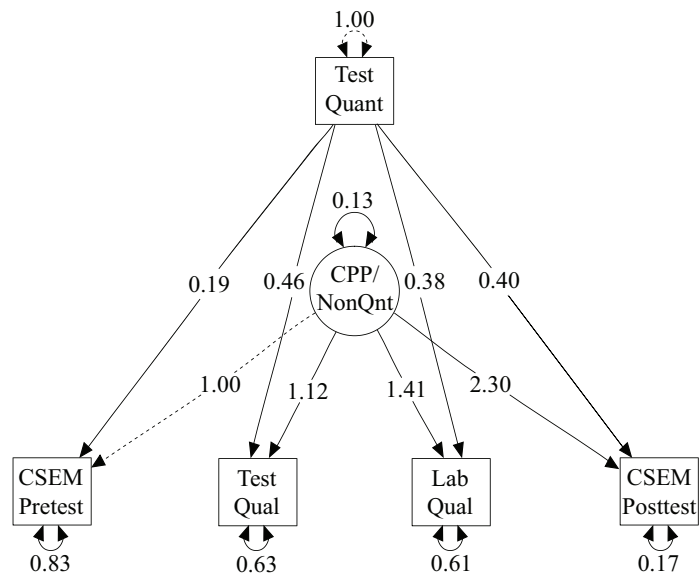 1.00
Test
Quant
0.13
CPP/
NonQnt
0.19
0.46
0.38
0.40
1.00
1.12
1.41
2.30
CSEM
Pretest
Test
Qual
Lab
Qual
CSEM
Posttest
0.83
0.63
0.61
0.17